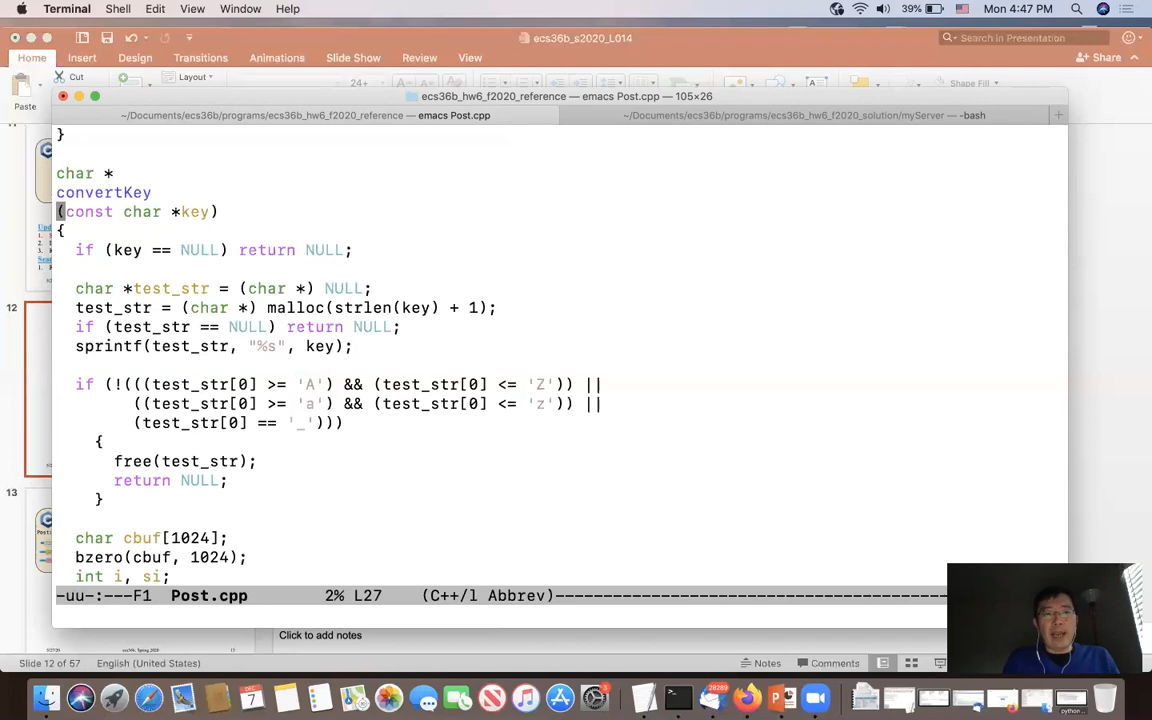 Terminal Shell Edit View Window Help 39% Mon 4:47 PM
ecs36b_s2020_L014 Search in Presentation
Home Insert Design Transitions Animations Slide Show Review View Share
Paste Cut Layout 24+ Shape Fill
ecs36b_hw6_f2020_reference — emacs Post.cpp — 105×26
~/Documents/ecs36b/programs/ecs36b_hw6_f2020_reference — emacs Post.cpp ~/Documents/ecs36b/programs/ecs36b_hw6_f2020_solution/myServer — -bash +
}
char *
convertKey
(const char *key)
{
if (key == NULL) return NULL;
char *test_str = (char *) NULL;
test_str = (char *) malloc(strlen(key) + 1);
if (test_str == NULL) return NULL;
sprintf(test_str, "%s", key);
if (!(((test_str[0] >= 'A') && (test_str[0] <= 'Z')) ||
((test_str[0] >= 'a') && (test_str[0] <= 'z')) ||
(test_str[0] == '_')))
{
free(test_str);
return NULL;
}
char cbuf[1024];
bzero(cbuf, 1024);
int i, si;
-uu-:---F1 Post.cpp 2% L27 (C++/l Abbrev)
12
13
Click to add notes
Slide 12 of 57 English (United States) Notes Comments